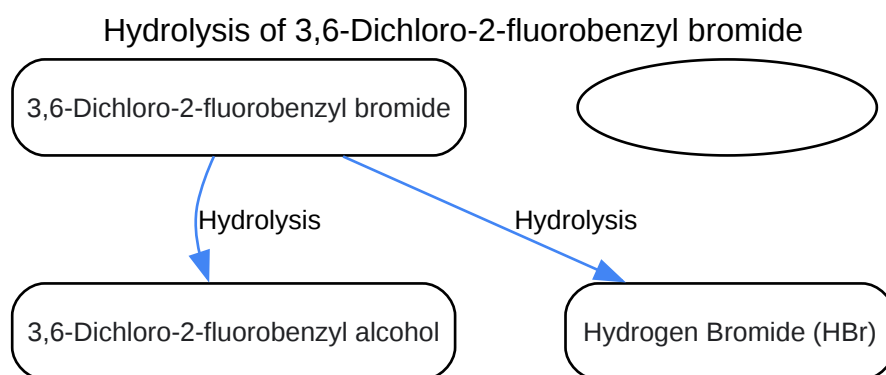 Hydrolysis of 3,6-Dichloro-2-fluorobenzyl bromide
3,6-Dichloro-2-fluorobenzyl bromide
Hydrolysis
Hydrolysis
3,6-Dichloro-2-fluorobenzyl alcohol
Hydrogen Bromide (HBr)